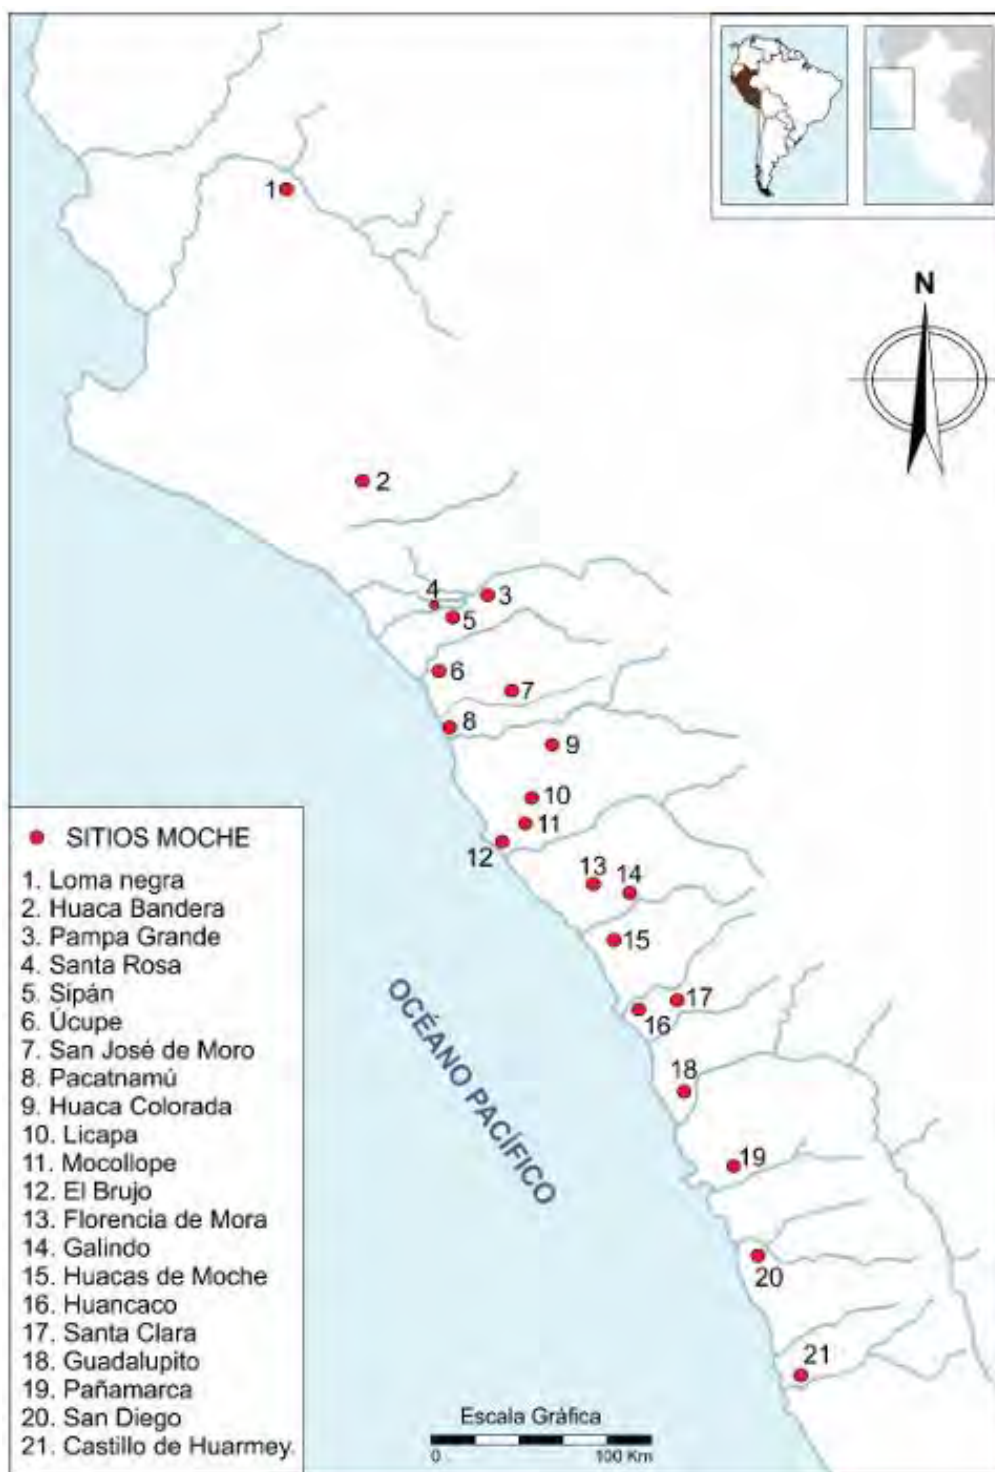 N
1
2
3
4
5
6
7
8
9
10
11
12
13
14
15
16
17
18
19
20
21
OCÉANO PACÍFICO
SITIOS MOCHE
1. Loma negra
2. Huaca Bandera
3. Pampa Grande
4. Santa Rosa
5. Sipán
6. Úcupe
7. San José de Moro
8. Pacatnamú
9. Huaca Colorada
10. Licapa
11. Mocollope
12. El Brujo
13. Florencia de Mora
14. Galindo
15. Huacas de Moche
16. Huancaco
17. Santa Clara
18. Guadalupito
19. Pañamarca
20. San Diego
21. Castillo de Huarmey.
Escala Gráfica
0 100 Km